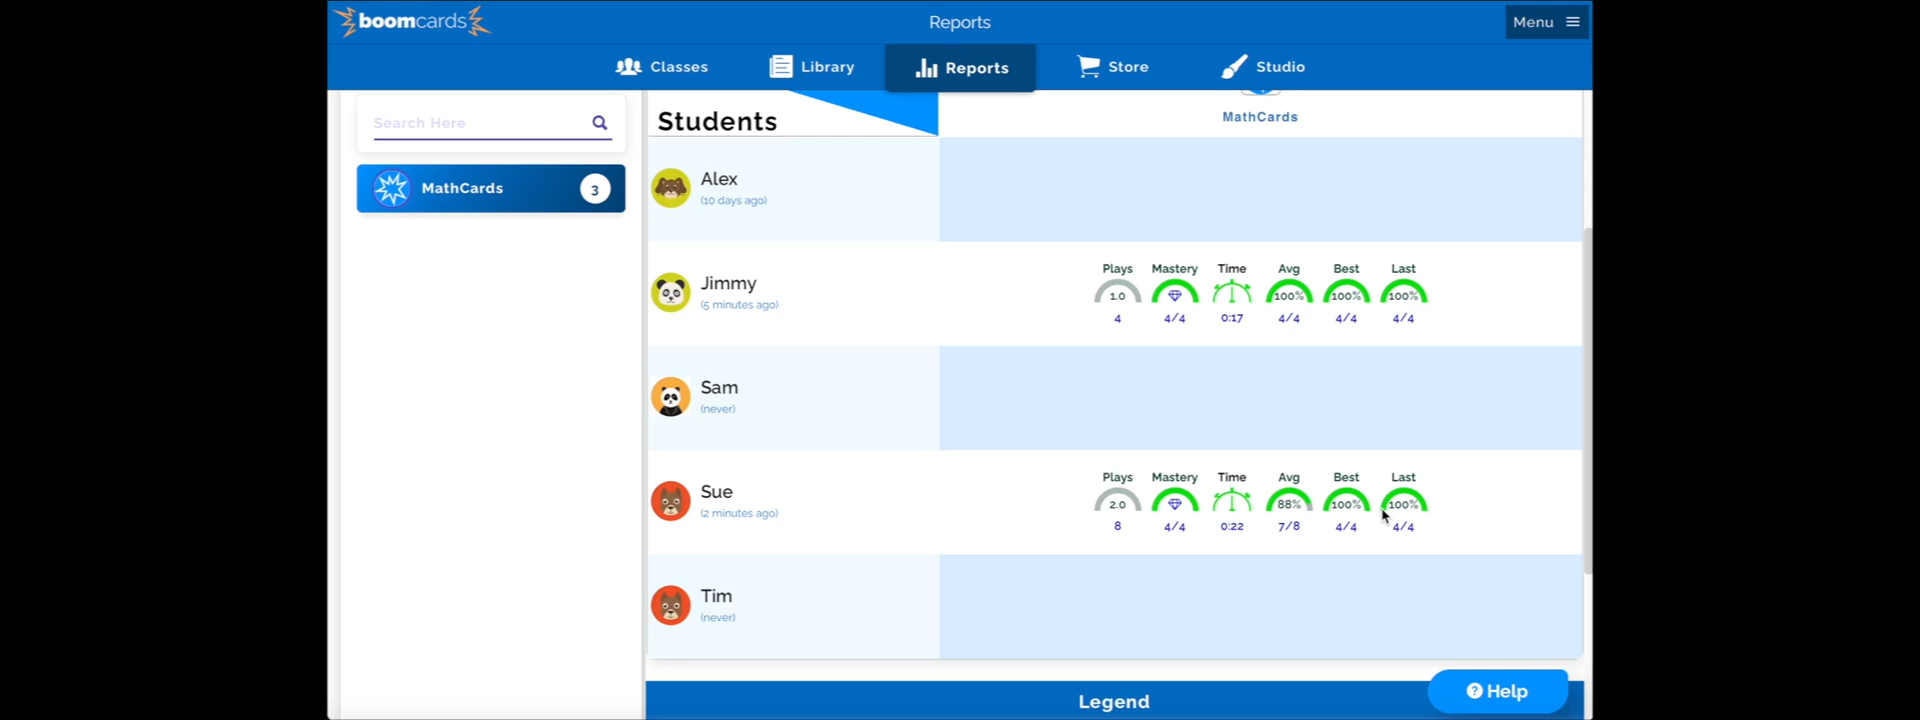 boomcards
Reports
Menu
Classes
Library
Reports
Store
Studio
Search Here
MathCards
3
Students
MathCards
Alex
(10 days ago)
Jimmy
(5 minutes ago)
Plays Mastery Time Avg Best Last
1.0 100% 100% 100%
4 4/4 0:17 4/4 4/4 4/4
Sam
(never)
Sue
(2 minutes ago)
Plays Mastery Time Avg Best Last
2.0 88% 100% 100%
8 4/4 0:22 7/8 4/4 4/4
Tim
(never)
Legend
Help